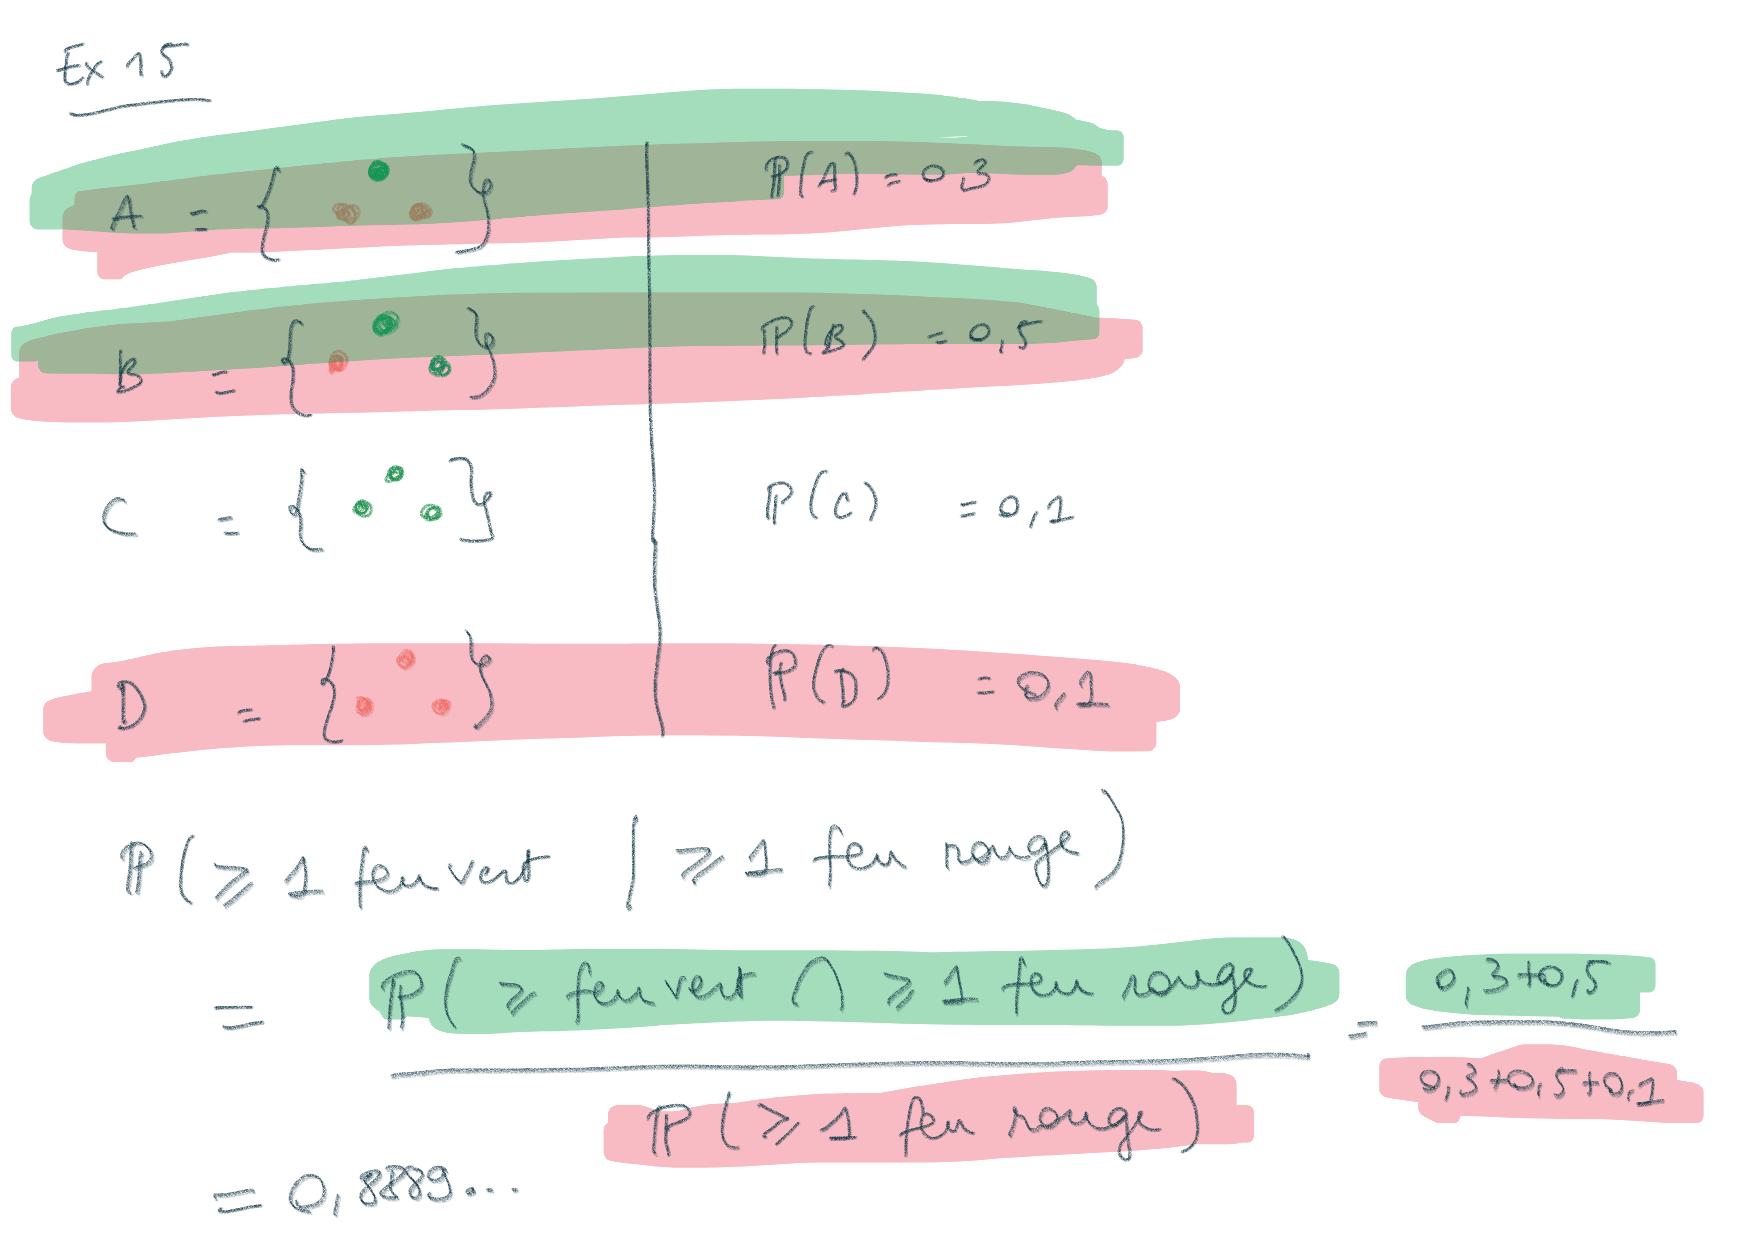 Ex 15
A = { } P(A) = 0,3
B = { } P(B) = 0,5
C = { } P(C) = 0,1
D = { } P(D) = 0,1
ℙ( ⩾ 1 feu vert | ⩾ 1 feu rouge )
= ℙ( ⩾ feu vert ∩ ⩾ 1 feu rouge ) = 0,3+0,5
ℙ( ⩾ 1 feu rouge ) 0,3+0,5+0,1
= 0,8889...